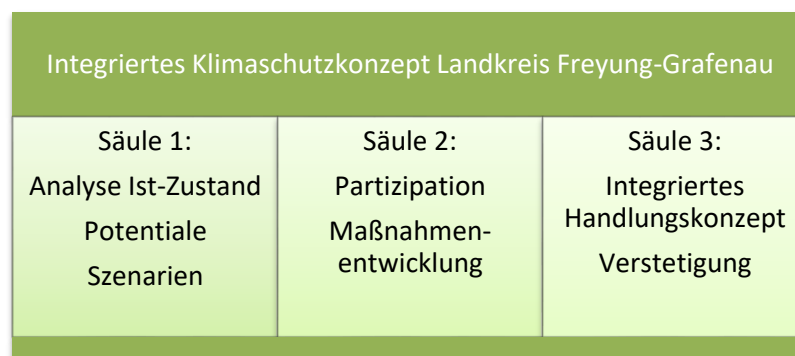 Integriertes Klimaschutzkonzept Landkreis Freyung-Grafenau
Säule 1:
Analyse Ist-Zustand
Potentiale
Szenarien
Säule 2:
Partizipation
Maßnahmen-
entwicklung
Säule 3:
Integriertes
Handlungskonzept
Verstetigung